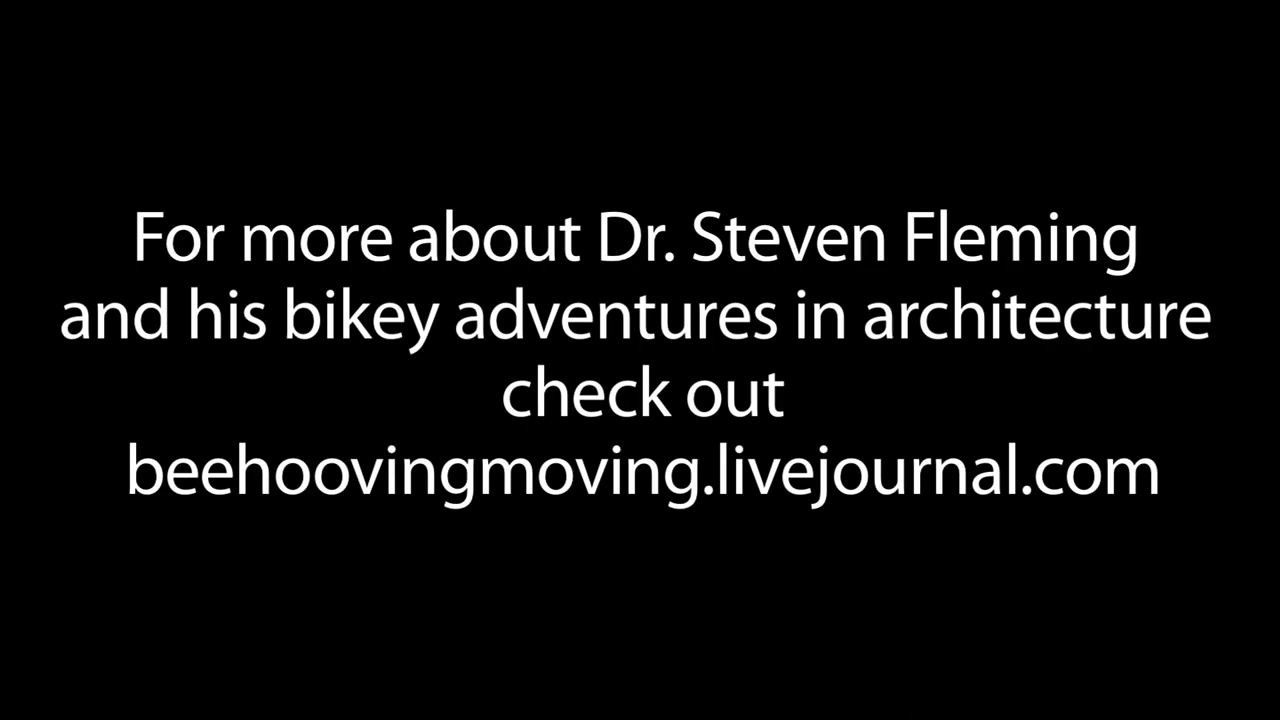 For more about Dr. Steven Fleming
and his bikey adventures in architecture
check out
beehoovingmoving.livejournal.com